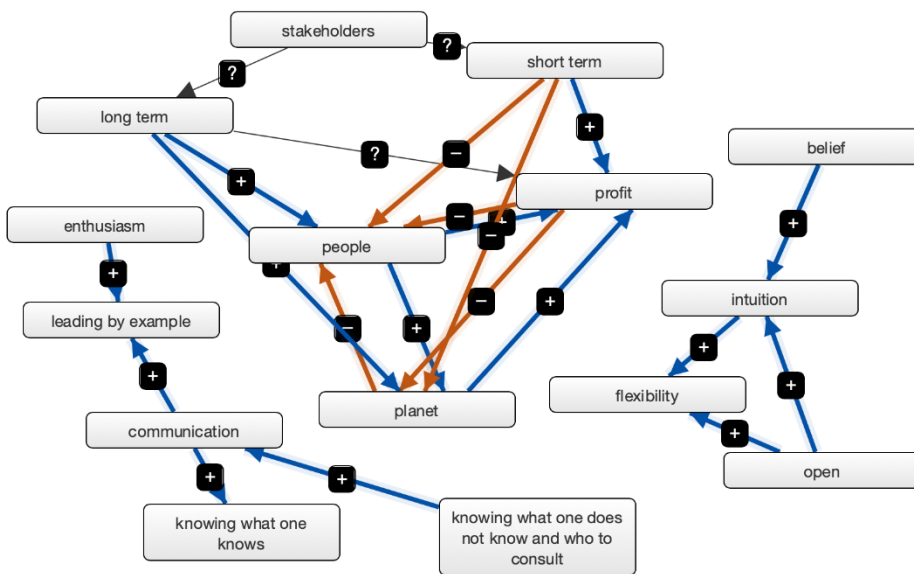 stakeholders
?
short term
?
long term
+
belief
?
−
+
profit
−
+
−
enthusiasm
people
+
+
+
intuition
−
+
leading by example
−
+
+
+
+
flexibility
planet
communication
+
open
+
+
knowing what one
knows
knowing what one does
not know and who to
consult